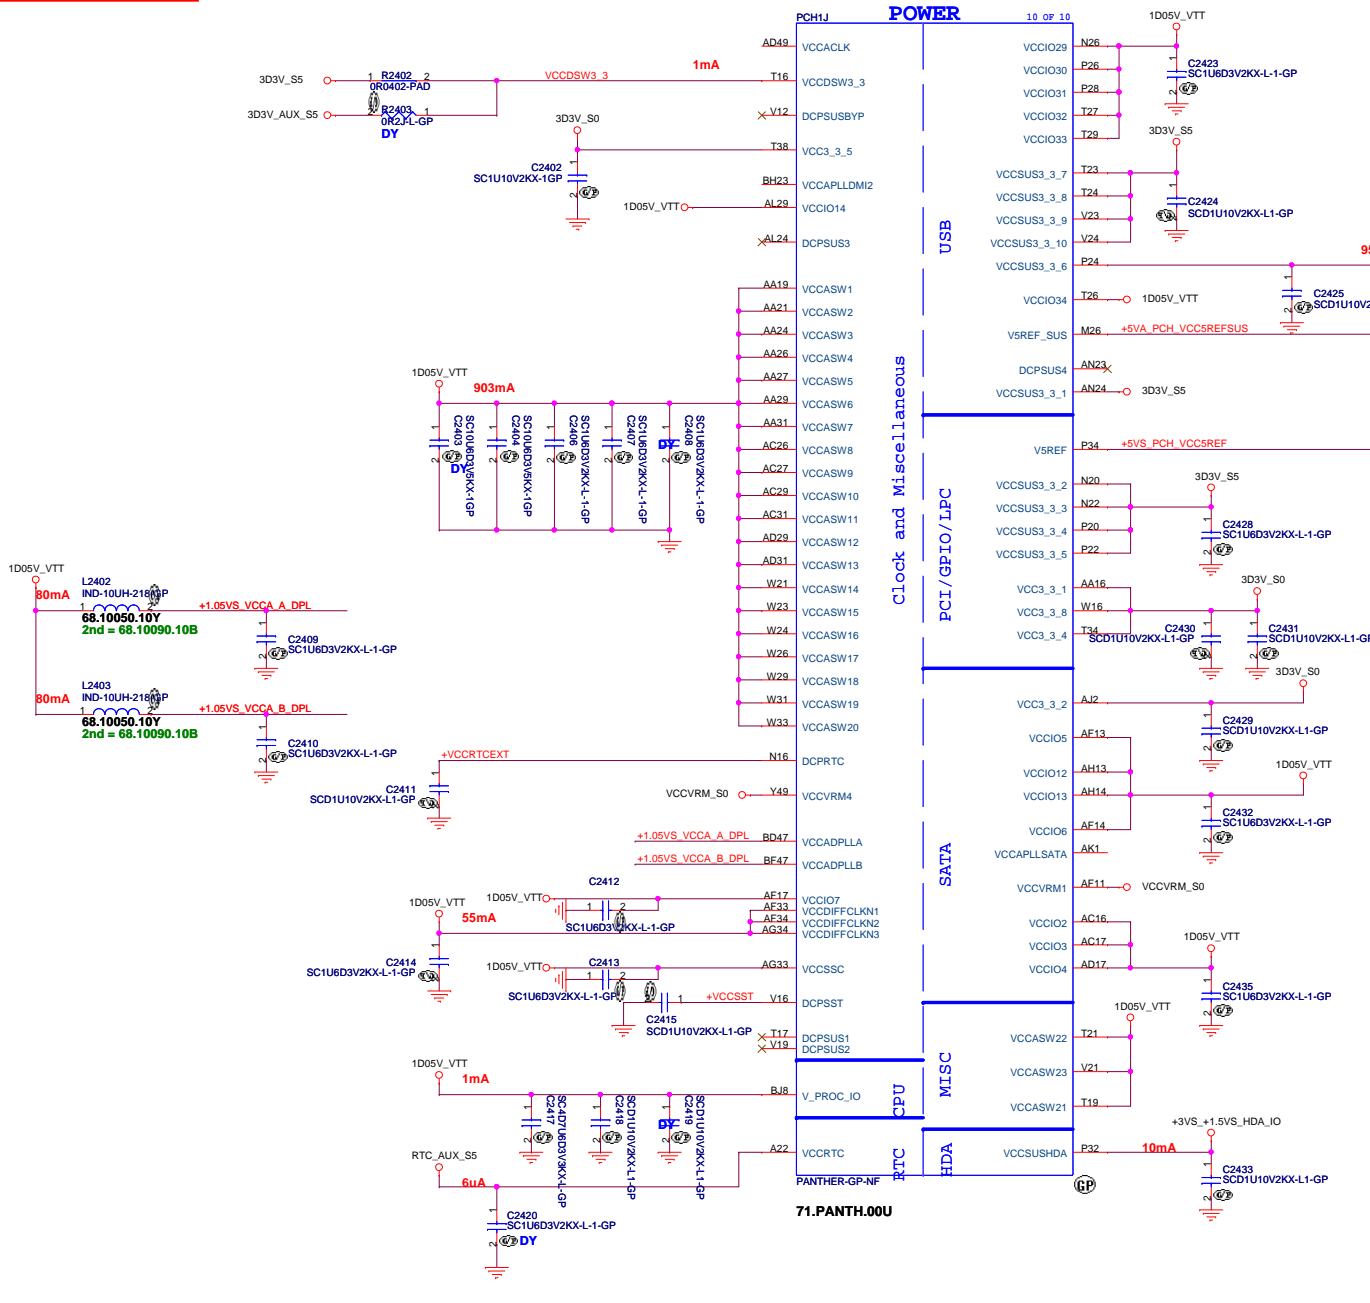 POWER
PCH1J
10 OF 10
AD49 VCCACLK
3D3V_S5
1 R2402 2
0R0402-PAD
VCCDSW3_3
1mA
T16 VCCDSW3_3
3D3V_AUX_S5
2 R2403 1
0R2J-L-GP
DY
V12 DCPSUSBYP
3D3V_S0
T38 VCC3_3_5
C2402
SC1U10V2KX-1GP
BH23 VCCAPLLDMI2
1D05V_VTT
AL29 VCCIO14
AL24 DCPSUS3
AA19 VCCASW1
AA21 VCCASW2
AA24 VCCASW3
AA26 VCCASW4
AA27 VCCASW5
AA29 VCCASW6
AA31 VCCASW7
AC26 VCCASW8
AC27 VCCASW9
AC29 VCCASW10
AC31 VCCASW11
AD29 VCCASW12
AD31 VCCASW13
W21 VCCASW14
W23 VCCASW15
W24 VCCASW16
W26 VCCASW17
W29 VCCASW18
W31 VCCASW19
W33 VCCASW20
1D05V_VTT
903mA
C2403
SC10U6D3V5KX-1GP
DY
C2404
SC10U6D3V5KX-1GP
C2406
SC1U6D3V2KX-L-1-GP
C2407
SC1U6D3V2KX-L-1-GP
C2408
SC1U6D3V2KX-L-1-GP
DY
1D05V_VTT
80mA
L2402
IND-10UH-218-GP
1 2
68.10050.10Y
2nd = 68.10090.10B
+1.05VS_VCCA_A_DPL
C2409
SC1U6D3V2KX-L-1-GP
80mA
L2403
IND-10UH-218-GP
1 2
68.10050.10Y
2nd = 68.10090.10B
+1.05VS_VCCA_B_DPL
C2410
SC1U6D3V2KX-L-1-GP
+VCCRTCEXT
N16 DCPRTC
C2411
SCD1U10V2KX-L1-GP
VCCVRM_S0
Y49 VCCVRM4
+1.05VS_VCCA_A_DPL
BD47 VCCADPLLA
+1.05VS_VCCA_B_DPL
BF47 VCCADPLLB
1D05V_VTT
C2412
SC1U6D3V2KX-L-1-GP
AF17 VCCIO7
AF33 VCCDIFFCLKN1
AF34 VCCDIFFCLKN2
AG34 VCCDIFFCLKN3
1D05V_VTT
55mA
C2414
SC1U6D3V2KX-L-1-GP
1D05V_VTT
C2413
SC1U6D3V2KX-L-1-GP
AG33 VCCSSC
+VCCSST
V16 DCPSST
C2415
SCD1U10V2KX-L1-GP
T17 DCPSUS1
V19 DCPSUS2
1D05V_VTT
1mA
BJ8 V_PROC_IO
C2417
SC4D7U6D3V3KX-L-GP
C2418
SCD1U10V2KX-L1-GP
C2419
SCD1U10V2KX-L1-GP
DY
RTC_AUX_S5
6uA
A22 VCCRTC
C2420
SC1U6D3V2KX-L-1-GP
DY
Clock and Miscellaneous
CPU
RTC
USB
PCI/GPIO/LPC
SATA
MISC
HDA
PANTHER-GP-NF
71.PANTH.00U
GP
VCCIO29 N26
VCCIO30 P26
VCCIO31 P28
VCCIO32 T27
VCCIO33 T29
1D05V_VTT
C2423
SC1U6D3V2KX-L-1-GP
VCCSUS3_3_7 T23
VCCSUS3_3_8 T24
VCCSUS3_3_9 V23
VCCSUS3_3_10 V24
3D3V_S5
C2424
SCD1U10V2KX-L1-GP
VCCSUS3_3_6 P24
95
C2425
SCD1U10V2
VCCIO34 T26
1D05V_VTT
V5REF_SUS M26
+5VA_PCH_VCC5REFSUS
DCPSUS4 AN23
VCCSUS3_3_1 AN24
3D3V_S5
V5REF P34
+5VS_PCH_VCC5REF
VCCSUS3_3_2 N20
VCCSUS3_3_3 N22
VCCSUS3_3_4 P20
VCCSUS3_3_5 P22
3D3V_S5
C2428
SC1U6D3V2KX-L-1-GP
VCC3_3_1 AA16
VCC3_3_8 W16
VCC3_3_4 T34
3D3V_S0
C2430
SCD1U10V2KX-L1-GP
C2431
SCD1U10V2KX-L1-GP
VCC3_3_2 AJ2
3D3V_S0
C2429
SCD1U10V2KX-L1-GP
VCCIO5 AF13
VCCIO12 AH13
VCCIO13 AH14
VCCIO6 AF14
1D05V_VTT
C2432
SC1U6D3V2KX-L-1-GP
VCCAPLLSATA AK1
VCCVRM1 AF11
VCCVRM_S0
VCCIO2 AC16
VCCIO3 AC17
VCCIO4 AD17
1D05V_VTT
C2435
SC1U6D3V2KX-L-1-GP
1D05V_VTT
VCCASW22 T21
VCCASW23 V21
VCCASW21 T19
+3VS_+1.5VS_HDA_IO
VCCSUSHDA P32
10mA
C2433
SCD1U10V2KX-L1-GP